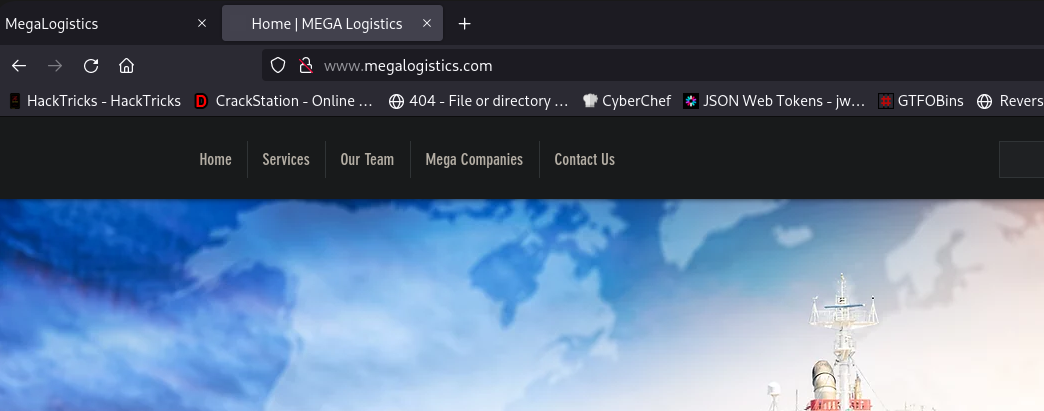 MegaLogistics Home | MEGA Logistics
www.megalogistics.com
HackTricks - HackTricks CrackStation - Online ... 404 - File or directory ... CyberChef JSON Web Tokens - jw... GTFOBins Revers
Home Services Our Team Mega Companies Contact Us